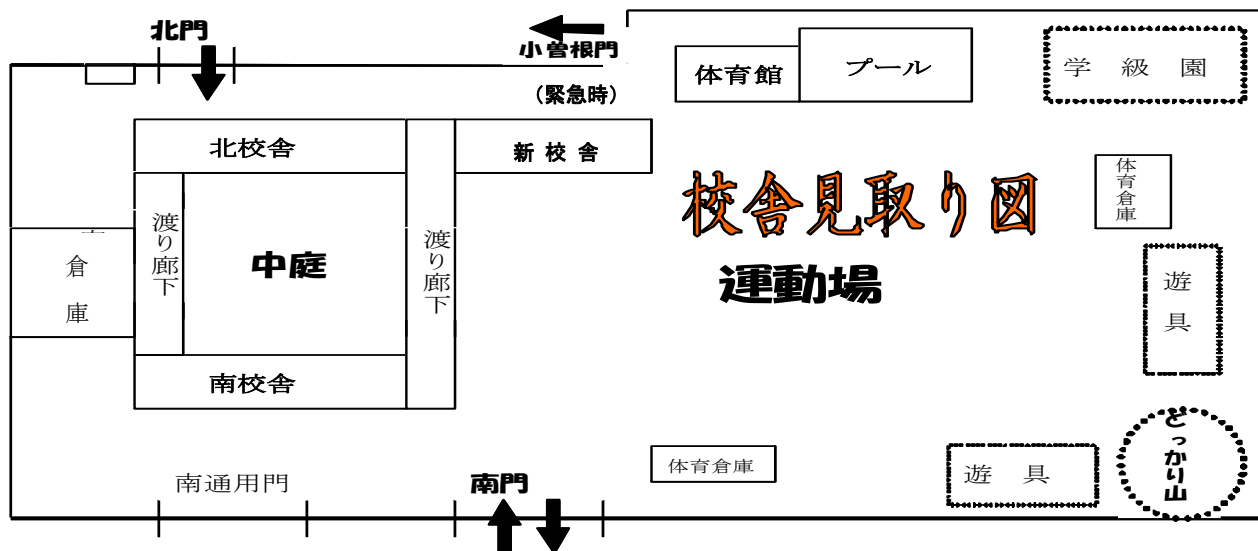 北門
小曽根門
(緊急時)
体育館
プール
学級園
北校舎
新校舎
体育倉庫
校舎見取り図
渡り廊下
中庭
渡り廊下
倉庫
運動場
遊具
南校舎
どっかり山
体育倉庫
遊具
南通用門
南門